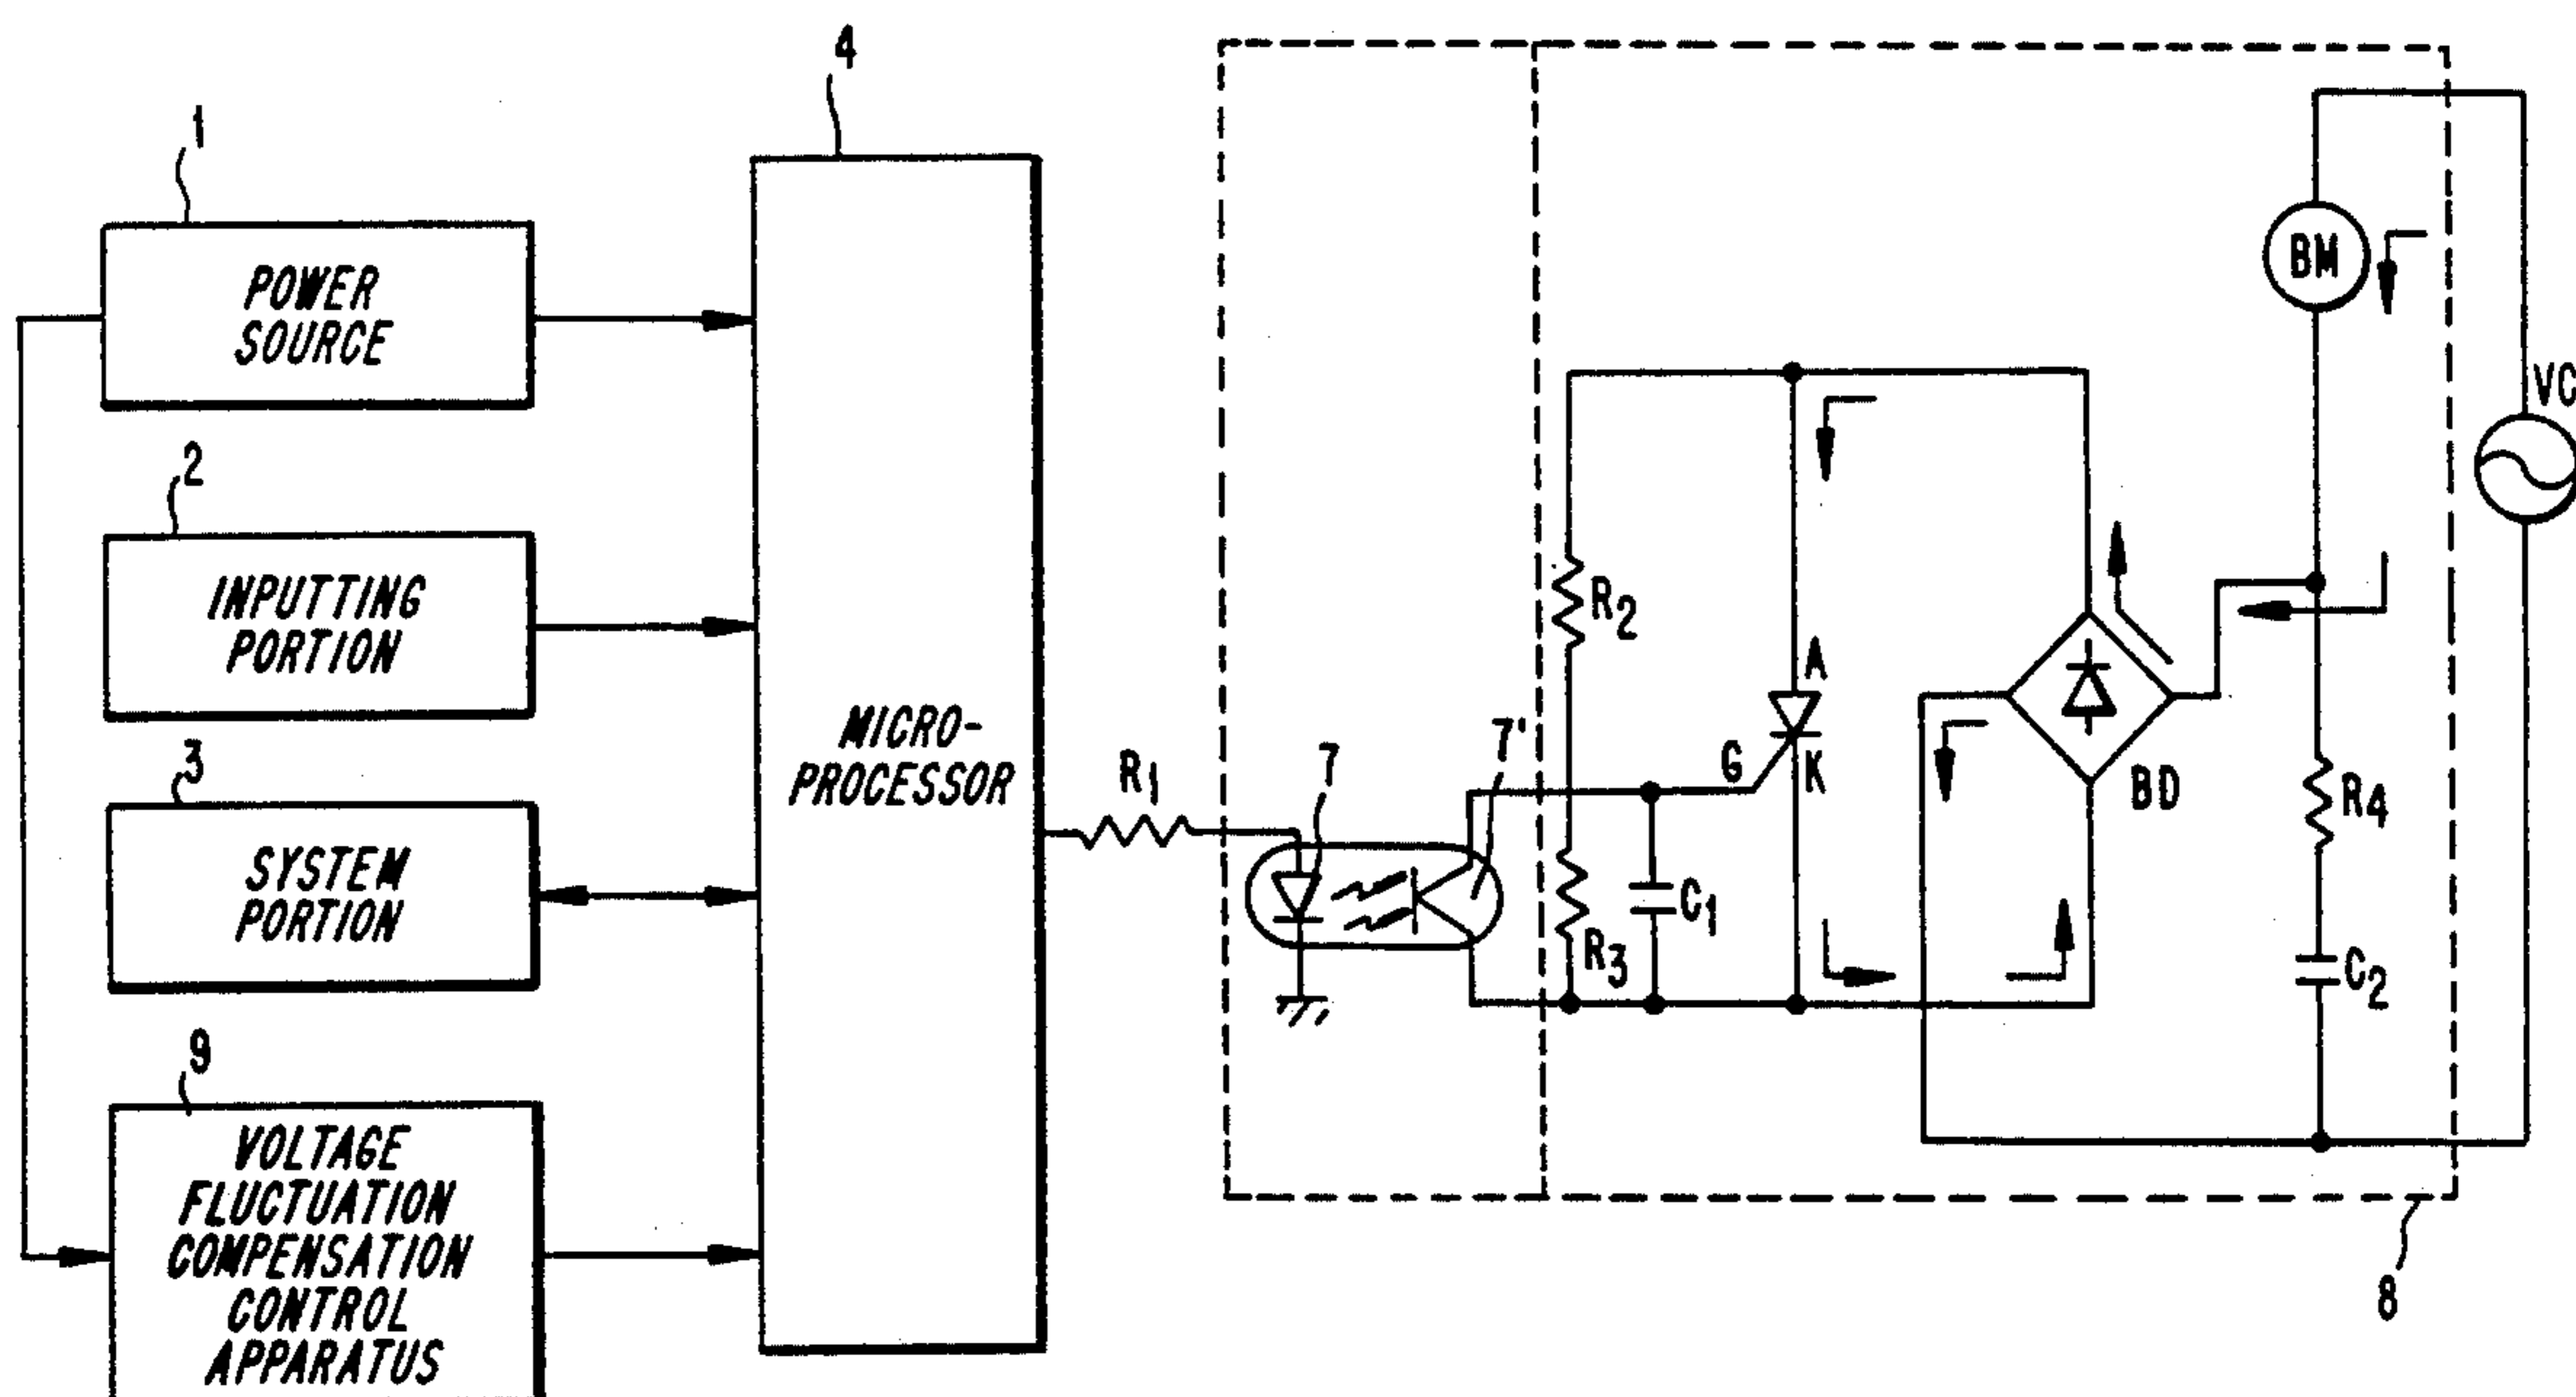 1
POWER
SOURCE
2
INPUTTING
PORTION
3
SYSTEM
PORTION
9
VOLTAGE
FLUCTUATION
COMPENSATION
CONTROL
APPARATUS
4
MICRO-
PROCESSOR
R1
7
7'
R2
R3
C1
G
A
K
BD
BM
R4
C2
VC
8